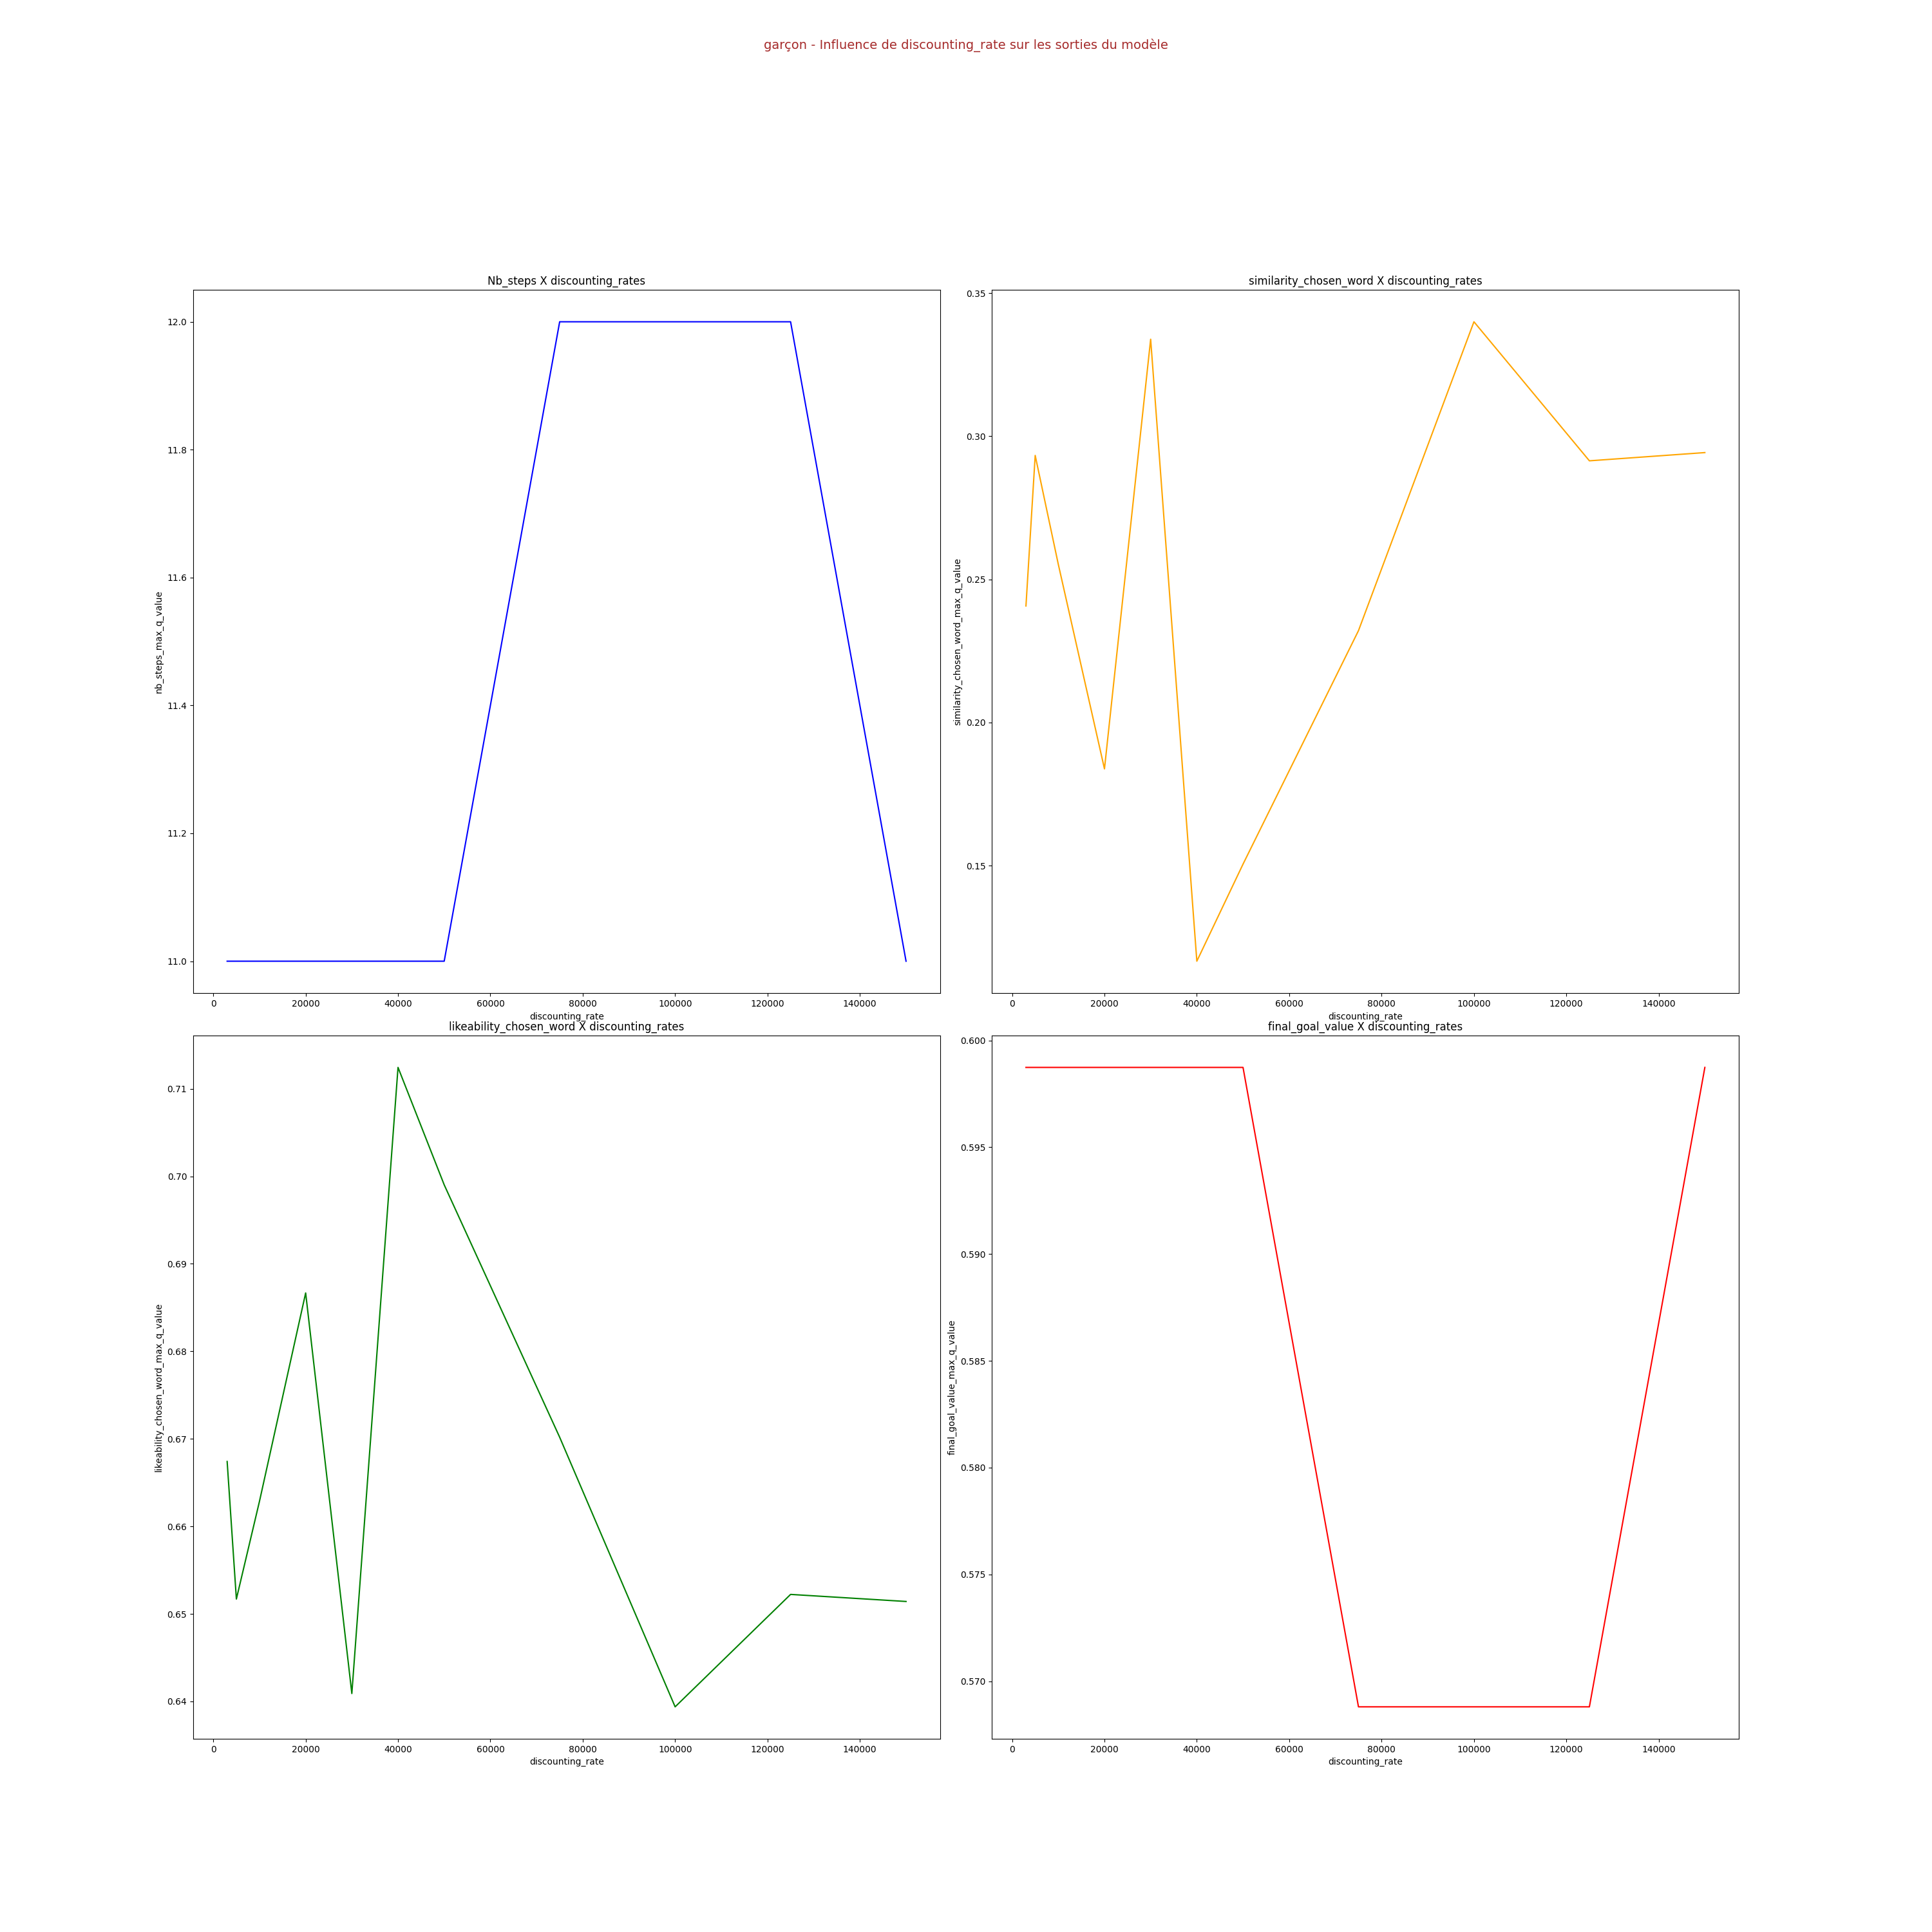 garçon - Influence de discounting_rate sur les sorties du modèle
Nb_steps X discounting_rates
nb_steps_max_q_value
12.0
11.8
11.6
11.4
11.2
11.0
0 20000 40000 60000 80000 100000 120000 140000
discounting_rate
similarity_chosen_word X discounting_rates
similarity_chosen_word_max_q_value
0.35
0.30
0.25
0.20
0.15
0 20000 40000 60000 80000 100000 120000 140000
discounting_rate
likeability_chosen_word X discounting_rates
likeability_chosen_word_max_q_value
0.71
0.70
0.69
0.68
0.67
0.66
0.65
0.64
0 20000 40000 60000 80000 100000 120000 140000
discounting_rate
final_goal_value X discounting_rates
final_goal_value_max_q_value
0.600
0.595
0.590
0.585
0.580
0.575
0.570
0 20000 40000 60000 80000 100000 120000 140000
discounting_rate